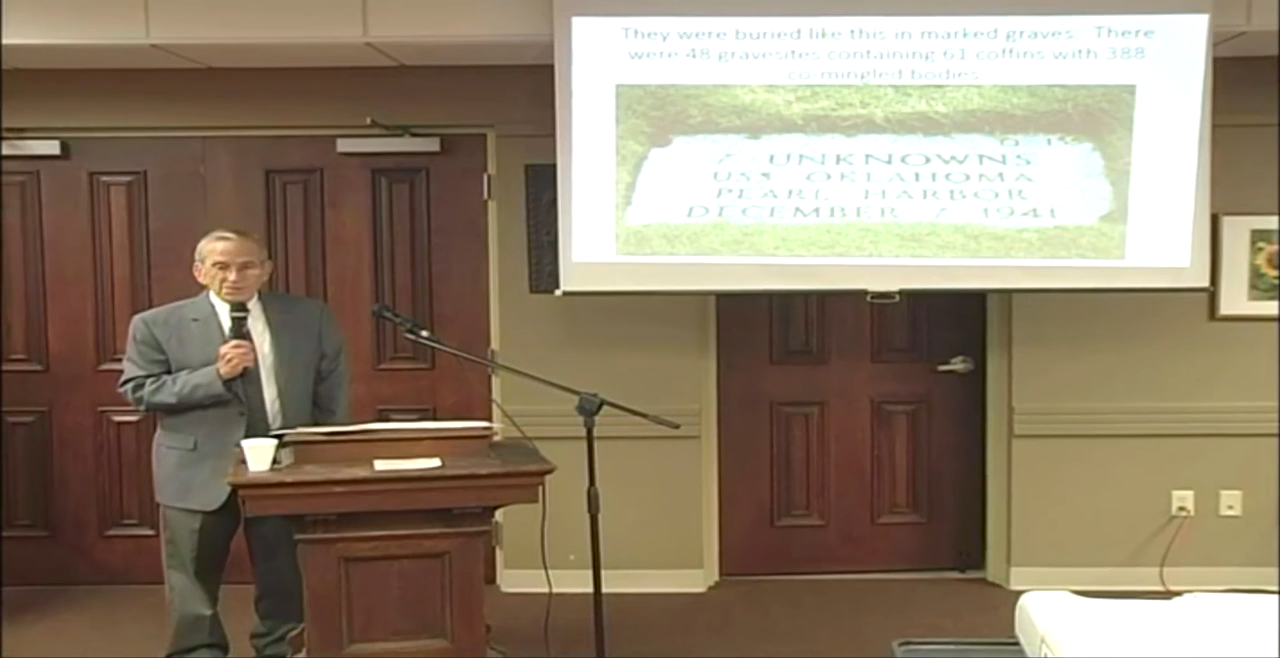 They were buried like this in marked graves. There
were 48 gravesites containing 61 coffins with 388
co-mingled bodies
7 UNKNOWNS
USS OKLAHOMA
PEARL HARBOR
DECEMBER 7 1941